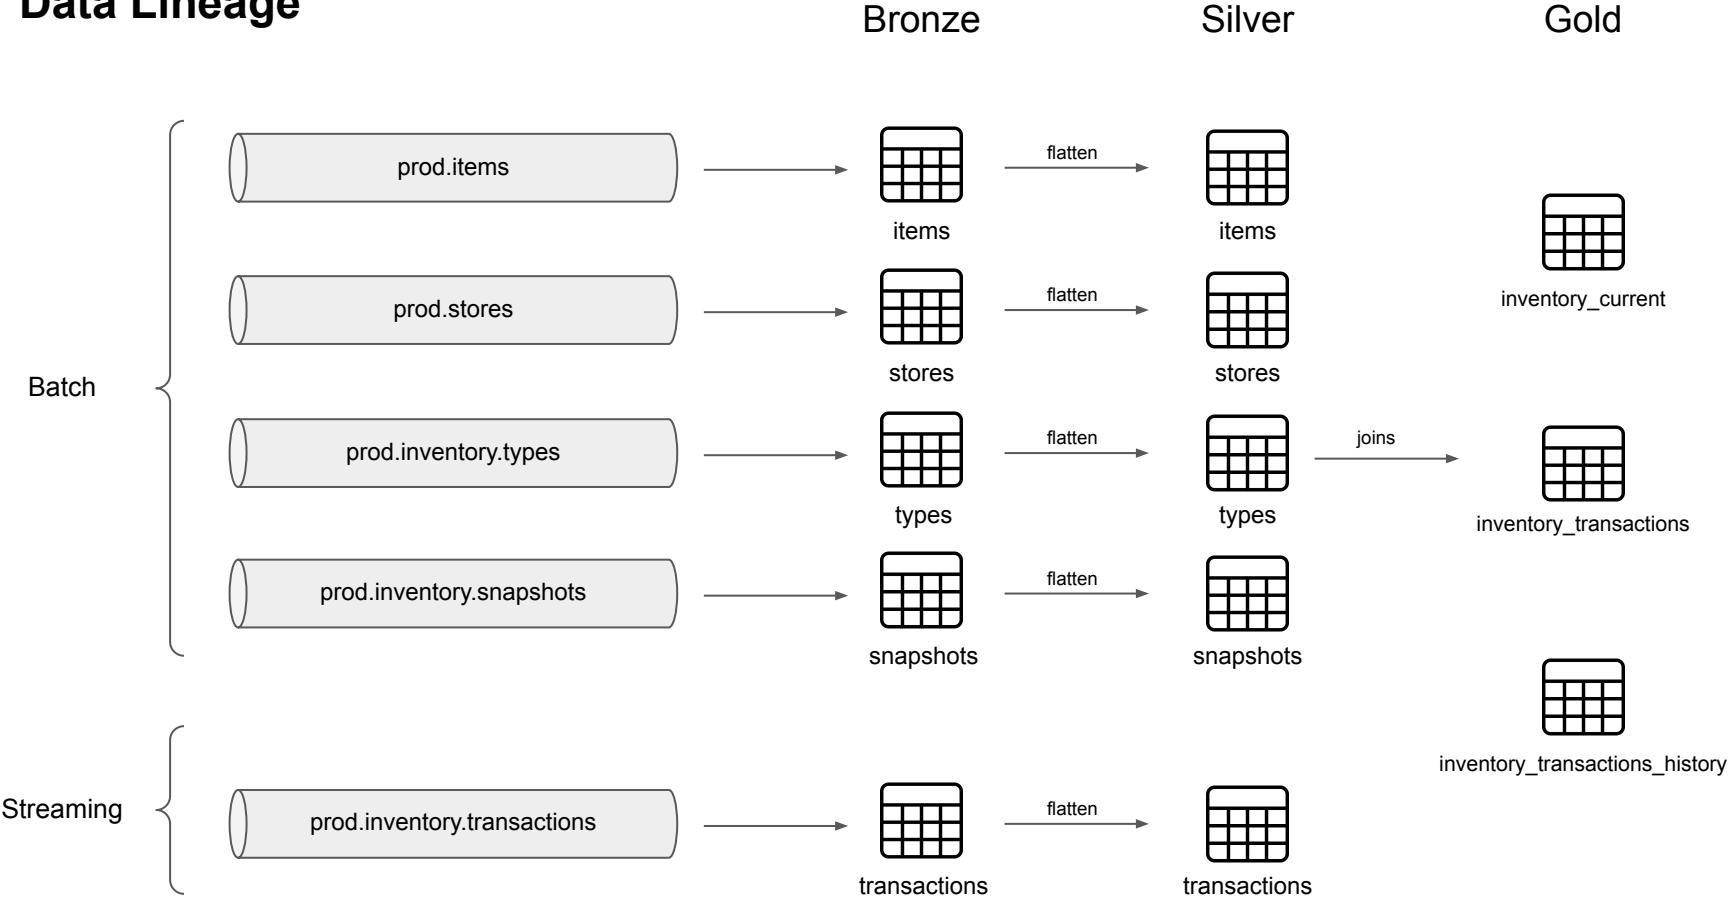 Data Lineage
Bronze
Silver
Gold
Batch
prod.items
items
flatten
items
prod.stores
stores
flatten
stores
prod.inventory.types
types
flatten
types
joins
prod.inventory.snapshots
snapshots
flatten
snapshots
inventory_current
inventory_transactions
inventory_transactions_history
Streaming
prod.inventory.transactions
transactions
flatten
transactions